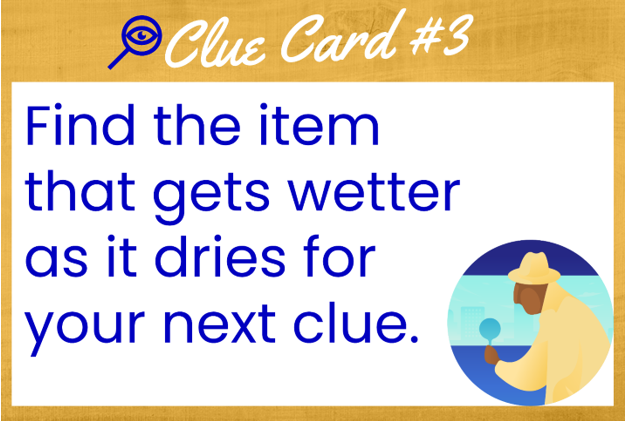 Clue Card #3
Find the item
that gets wetter
as it dries for
your next clue.